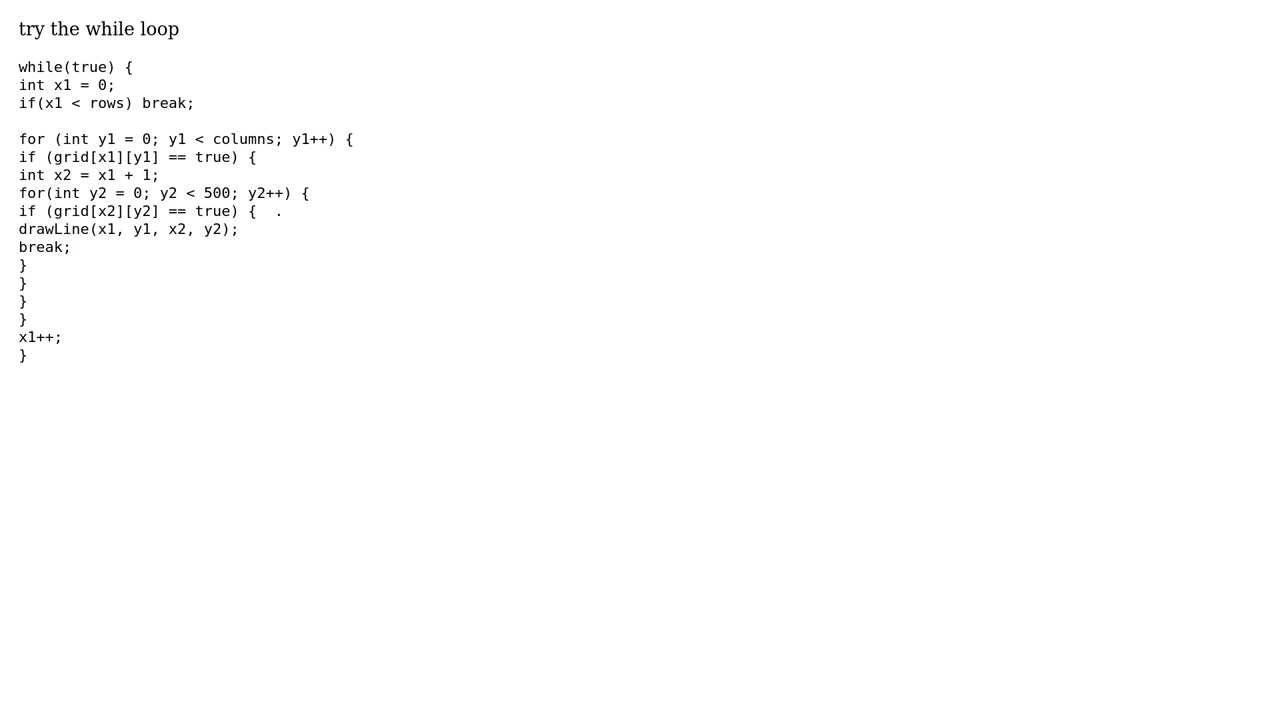 try the while loop
while(true) {
int x1 = 0;
if(x1 < rows) break;
for (int y1 = 0; y1 < columns; y1++) {
if (grid[x1][y1] == true) {
int x2 = x1 + 1;
for(int y2 = 0; y2 < 500; y2++) {
if (grid[x2][y2] == true) {  .
drawLine(x1, y1, x2, y2);
break;
}
}
}
}
x1++;
}